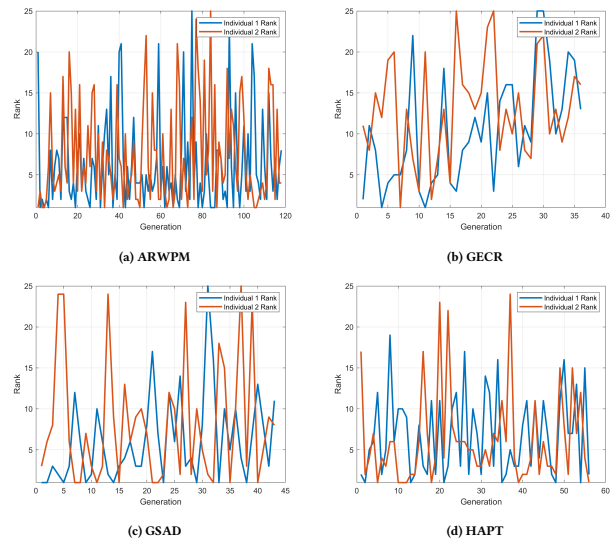 25
20
15
10
5
Rank
Individual 1 Rank
Individual 2 Rank
0 20 40 60 80 100 120
Generation
(a) ARWPM
25
20
15
10
5
Rank
Individual 1 Rank
Individual 2 Rank
0 10 20 30 40
Generation
(b) GECR
25
20
15
10
5
Rank
Individual 1 Rank
Individual 2 Rank
0 5 10 15 20 25 30 35 40 45
Generation
(c) GSAD
25
20
15
10
5
Rank
Individual 1 Rank
Individual 2 Rank
0 10 20 30 40 50 60
Generation
(d) HAPT